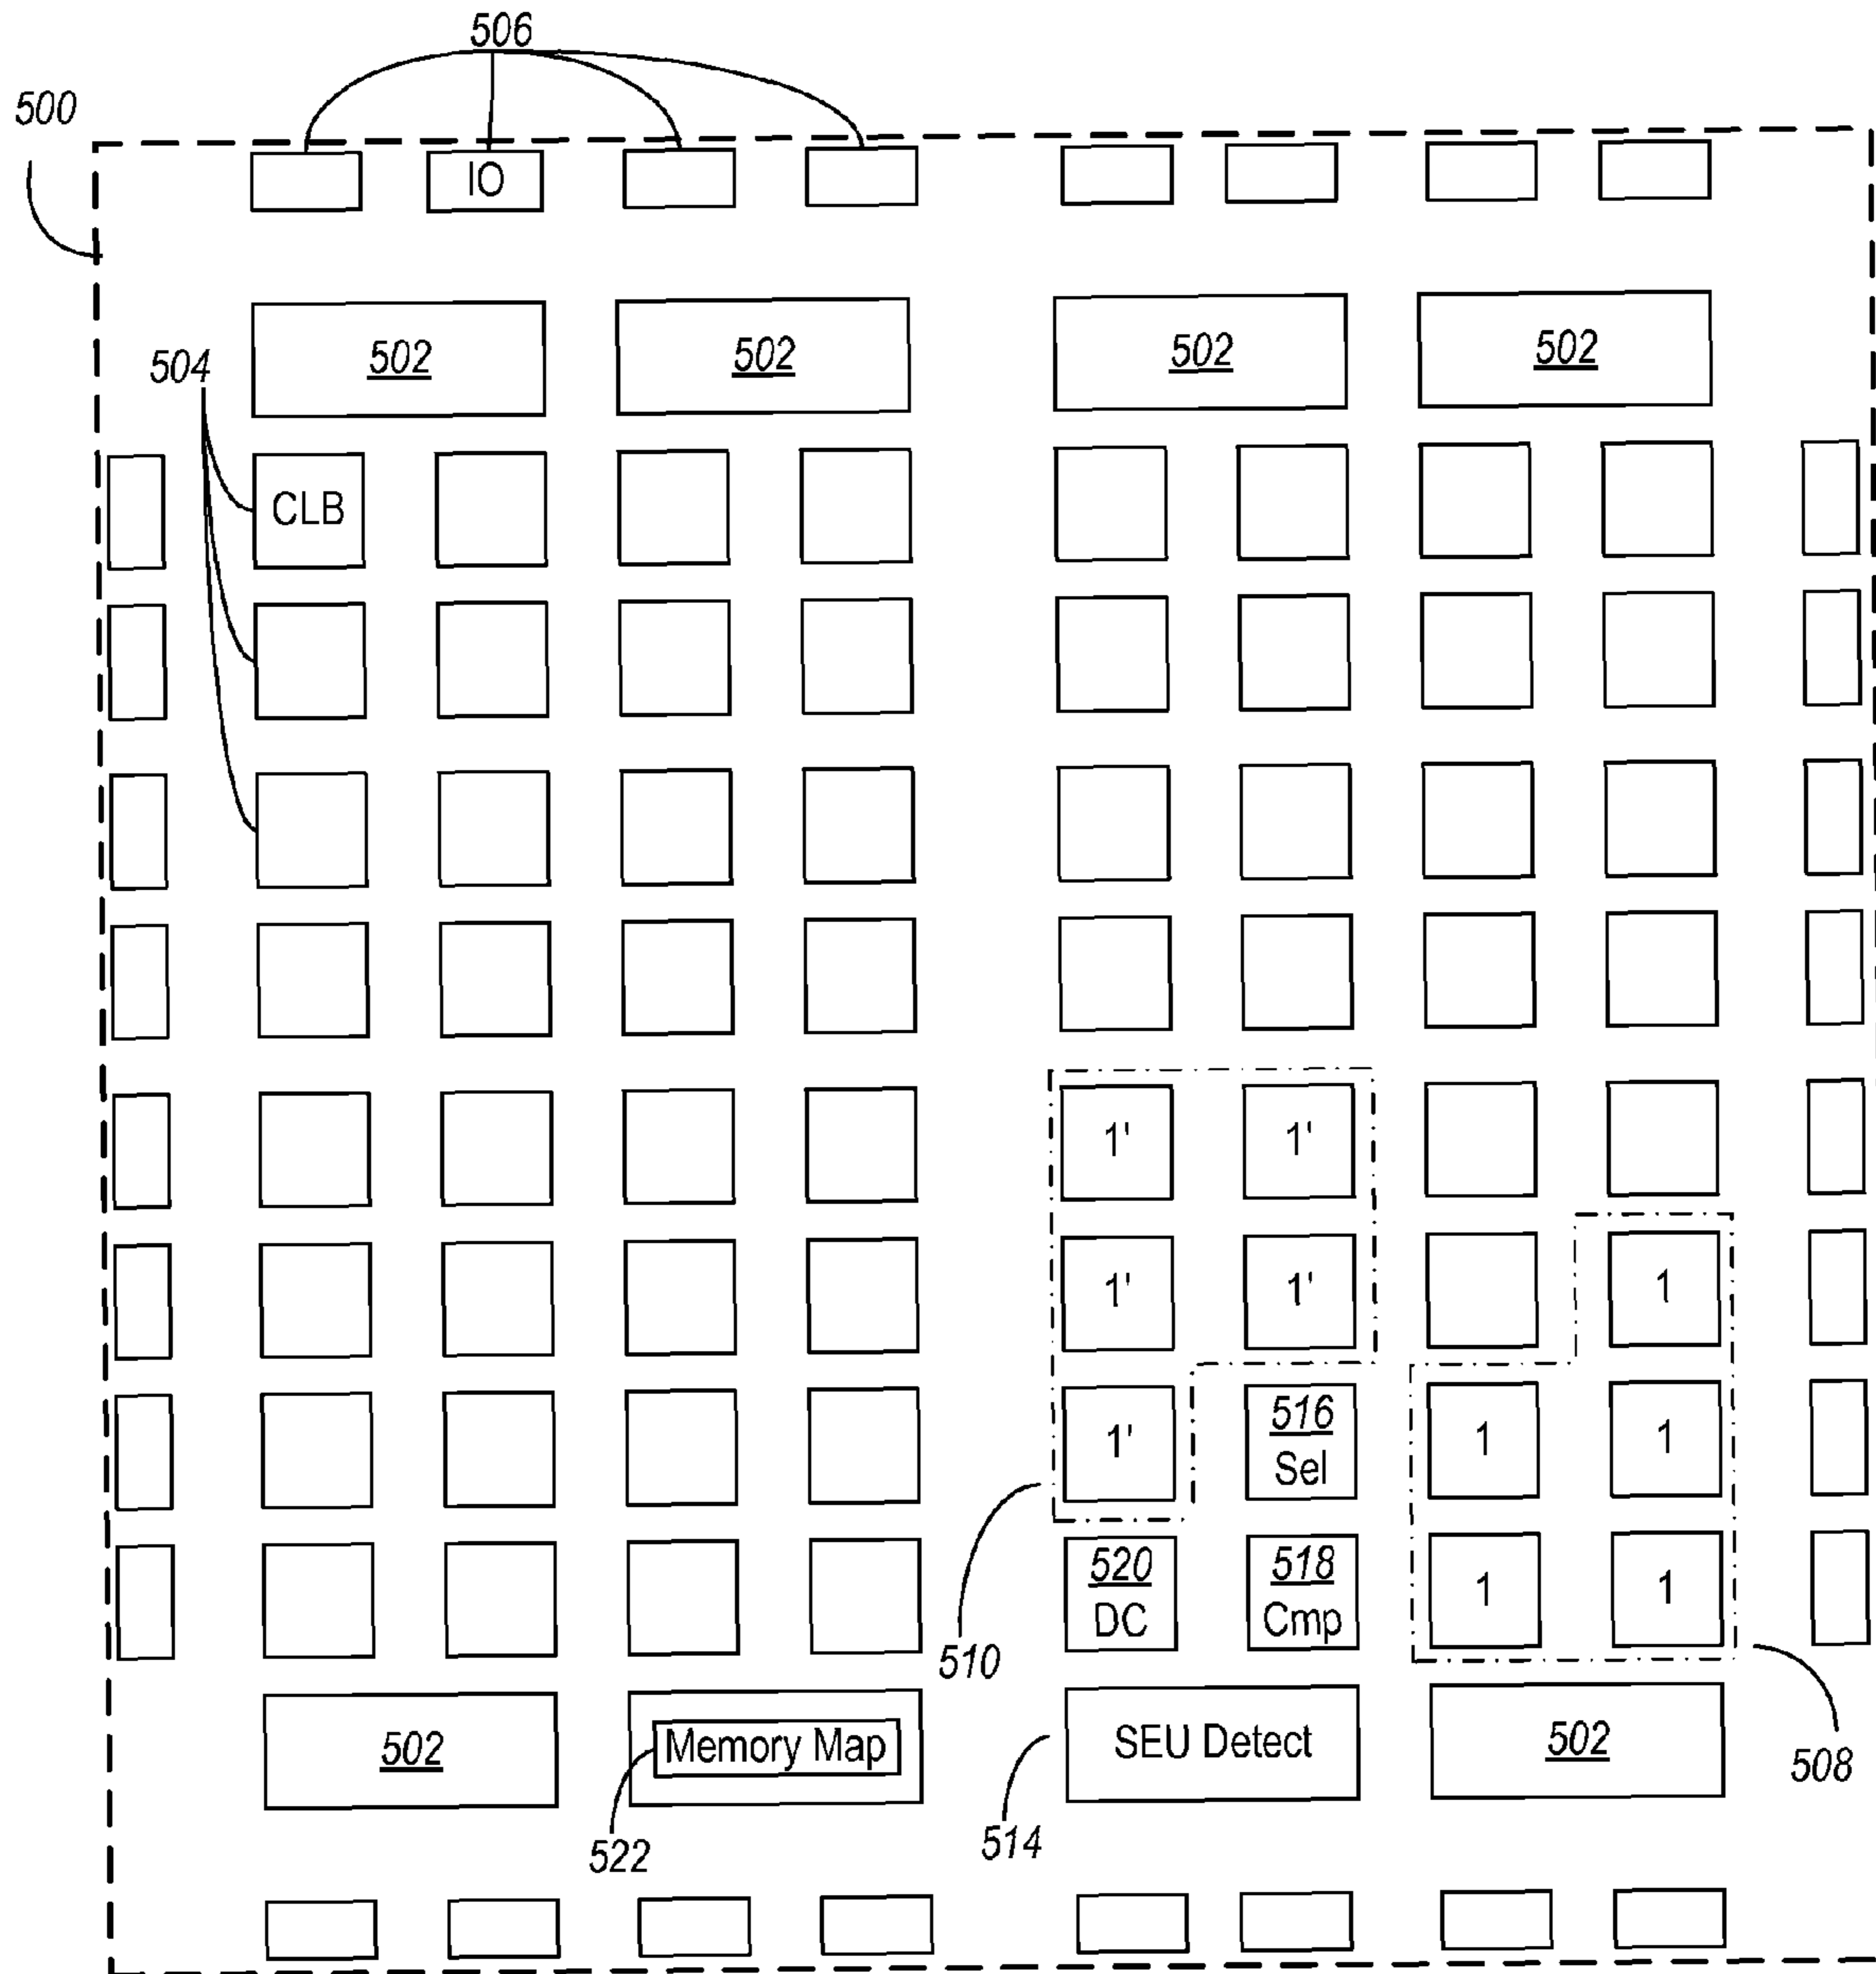 506
500
IO
502 502 502 502
504
CLB
1' 1'
1' 1' 1
1' 516 1 1
Sel
520 518 1 1
DC Cmp
510
502 Memory Map SEU Detect 502
508
522 514